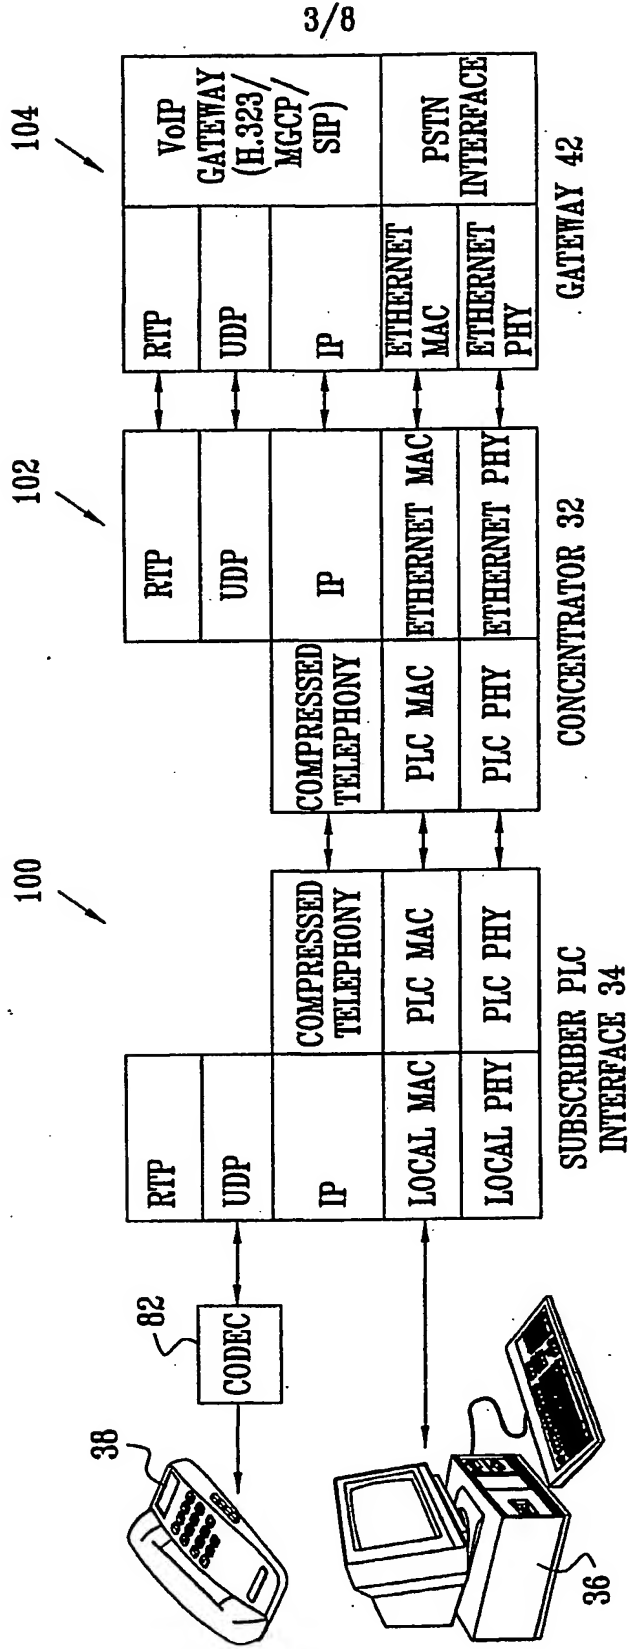 3/8
38
82
CODEC
36
100
RTP
UDP
IP
LOCAL MAC
LOCAL PHY
COMPRESSED
TELEPHONY
PLC MAC
PLC PHY
SUBSCRIBER PLC
INTERFACE 34
102
COMPRESSED
TELEPHONY
PLC MAC
PLC PHY
RTP
UDP
IP
ETHERNET MAC
ETHERNET PHY
CONCENTRATOR 32
104
RTP
UDP
IP
ETHERNET
MAC
ETHERNET
PHY
VoIP
GATEWAY
(H.323/
MGCP/
SIP)
PSTN
INTERFACE
GATEWAY 42